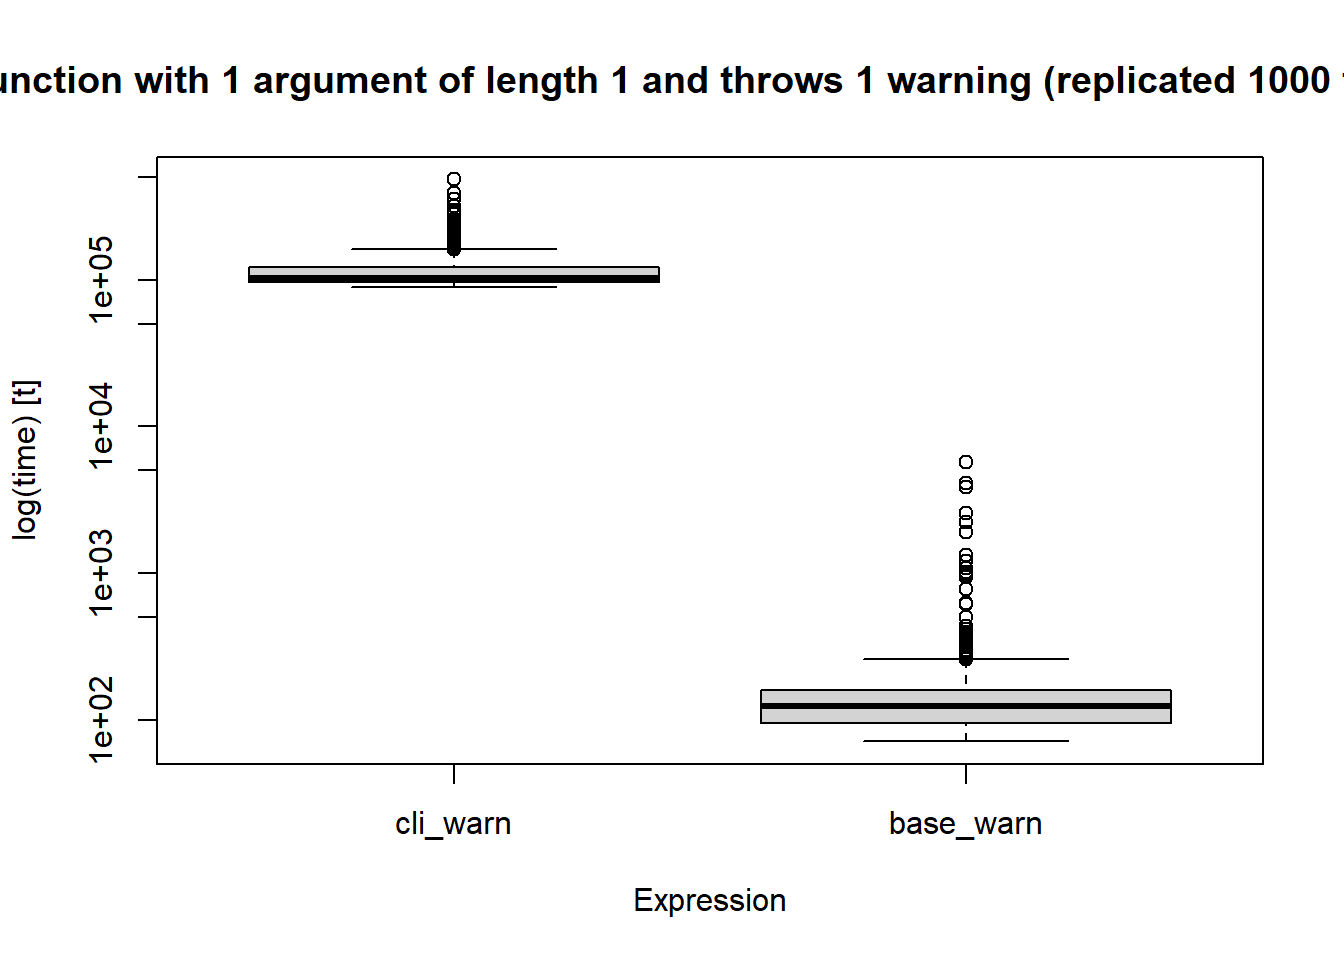 unction with 1 argument of length 1 and throws 1 warning (replicated 1000
log(time) [t]
1e+05
1e+04
1e+03
1e+02
cli_warn
base_warn
Expression